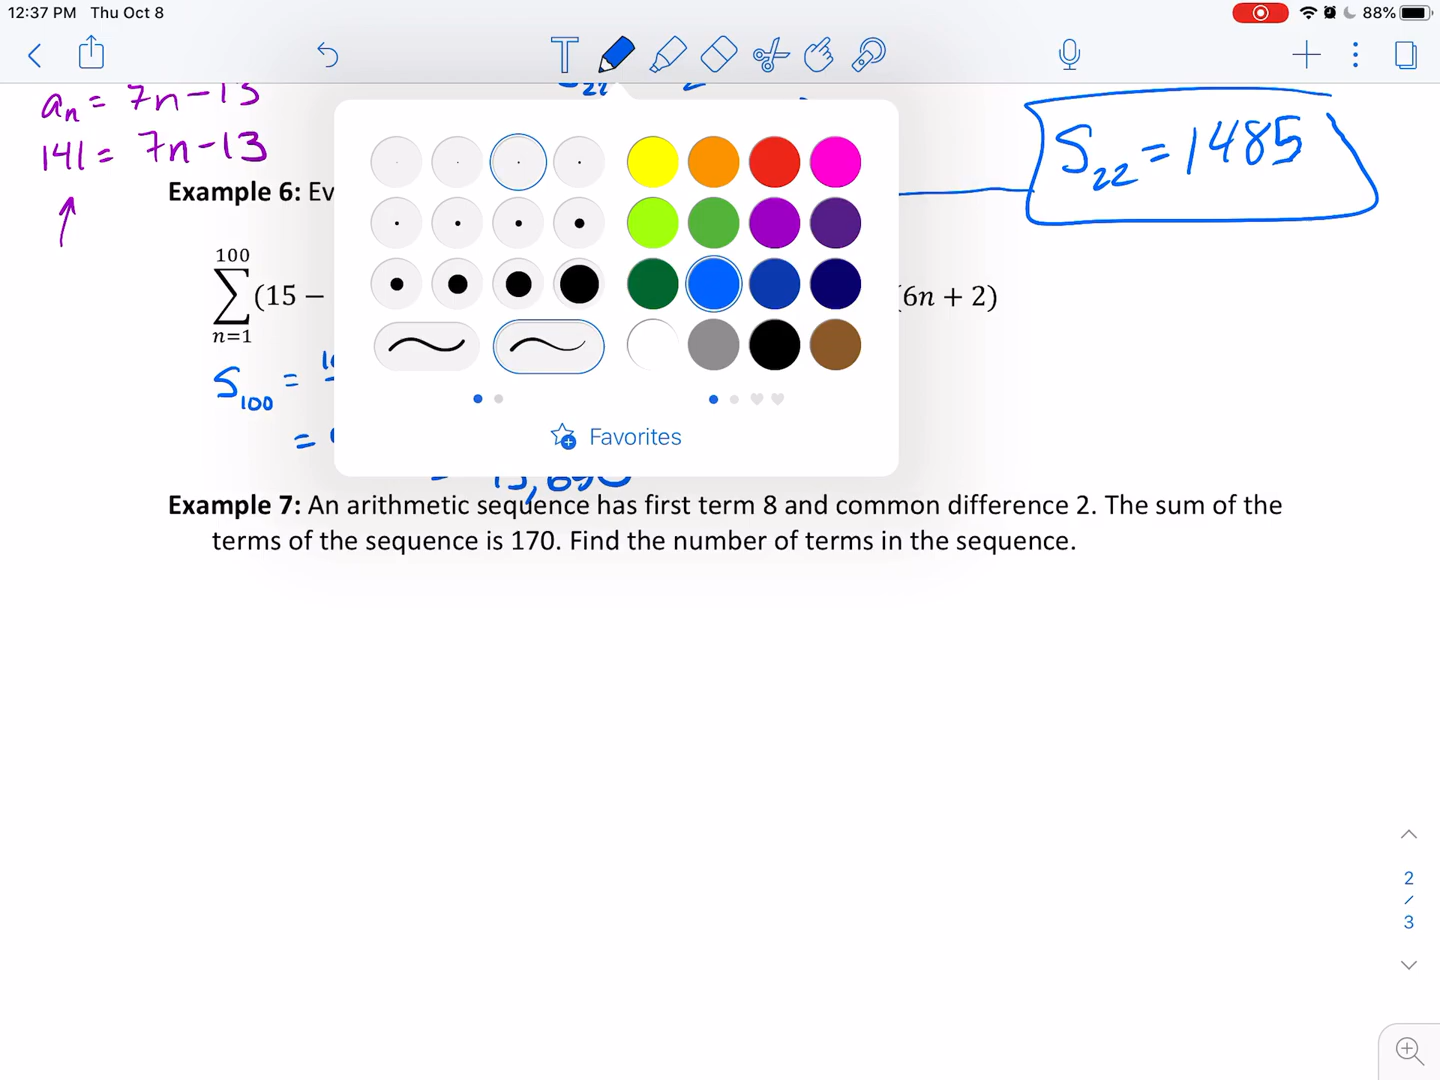 12:37 PM Thu Oct 8 88%
T
aₙ = 7n-13
141 = 7n-13
S₂₂ = 1485
Example 6: Ev
100
∑(15 − (6n + 2)
n=1
S₁₀₀ =
=
Favorites
= 
Example 7: An arithmetic sequence has first term 8 and common difference 2. The sum of the
terms of the sequence is 170. Find the number of terms in the sequence.
2
/
3